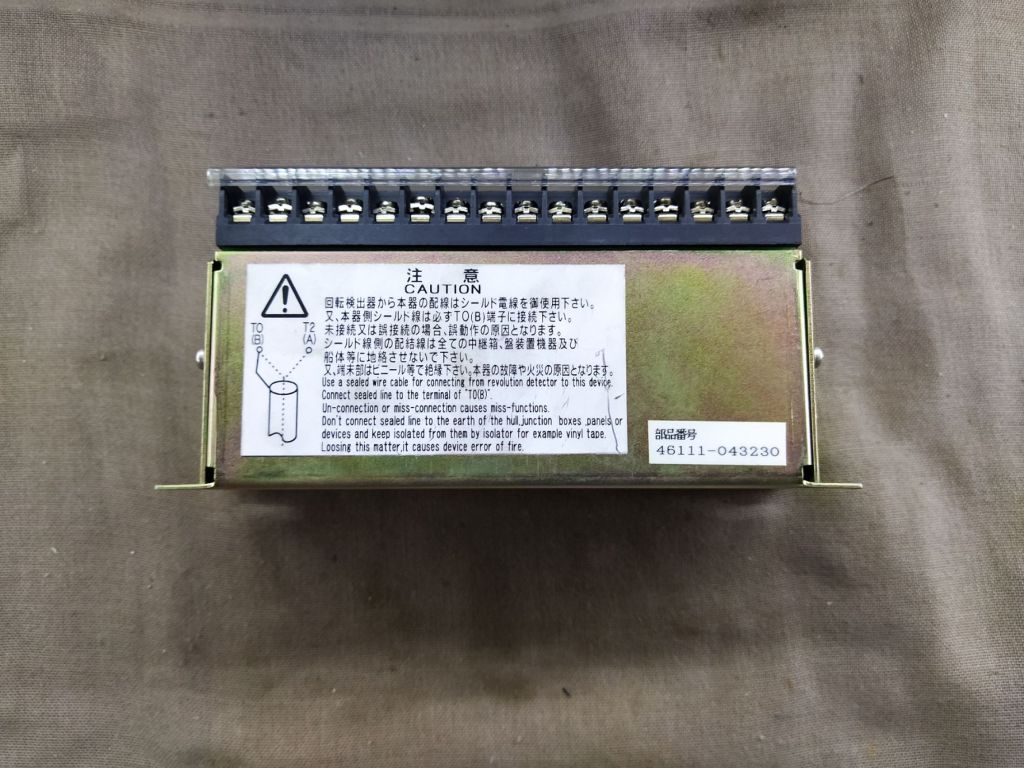 注 意
CAUTION
T0
(B)
T2
(A)
回転検出器から本器の配線はシールド電線を御使用下さい。
又、本器側シールド線は必ずT0(B)端子に接続下さい。
未接続又は誤接続の場合、誤動作の原因となります。
シールド線側の配結線は全ての中継箱、盤装置機器及び
船体等に地絡させないで下さい。
又、端末部はビニール等で絶縁下さい。本器の故障や火災の原因となります。
Use a sealed wire cable for connecting from revolution detector to this device.
Connect sealed line to the terminal of "T0(B)".
Un-connection or miss-connection causes miss-functions.
Don't connect sealed line to the earth of the hull,junction boxes ,panels or
devices and keep isolated from them by isolator for example vinyl tape.
Loosing this matter,it causes device error of fire.
部品番号
46111-043230